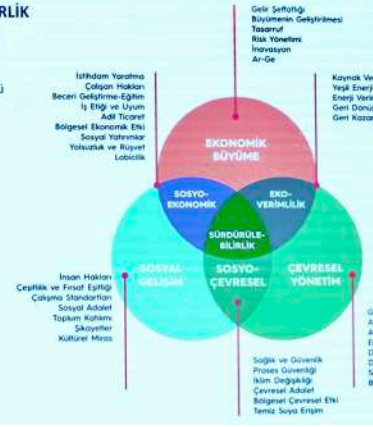 RLİK
Gelir Şeffaflığı
Büyümenin Geliştirilmesi
Tasarruf
Risk Yönetimi
İnovasyon
Ar-Ge
İstihdam Yaratma
Çalışan Hakları
Beceri Geliştirme-Eğitim
İş Etiği ve Uyum
Adil Ticaret
Bölgesel Ekonomik Etki
Sosyal Yatırımlar
Yolsuzluk ve Rüşvet
Lobicilik
Kaynak Ve
Yeşil Enerji
Enerji Verim
Geri Dönüş
Geri Kazan
EKONOMİK
BÜYÜME
SOSYO-
EKONOMİK
EKO-
VERİMLİLİK
SÜRDÜRÜLE-
BİLİRLİK
SOSYAL
GELİŞİM
SOSYO-
ÇEVRESEL
ÇEVRESEL
YÖNETİM
İnsan Hakları
Çeşitlilik ve Fırsat Eşitliği
Çalışma Standartları
Sosyal Adalet
Toplum Katılımı
Şikayetler
Kültürel Miras
Sağlık ve Güvenlik
Proses Güvenliği
İklim Değişikliği
Çevresel Adalet
Bölgesel Çevresel Etki
Temiz Suya Erişim